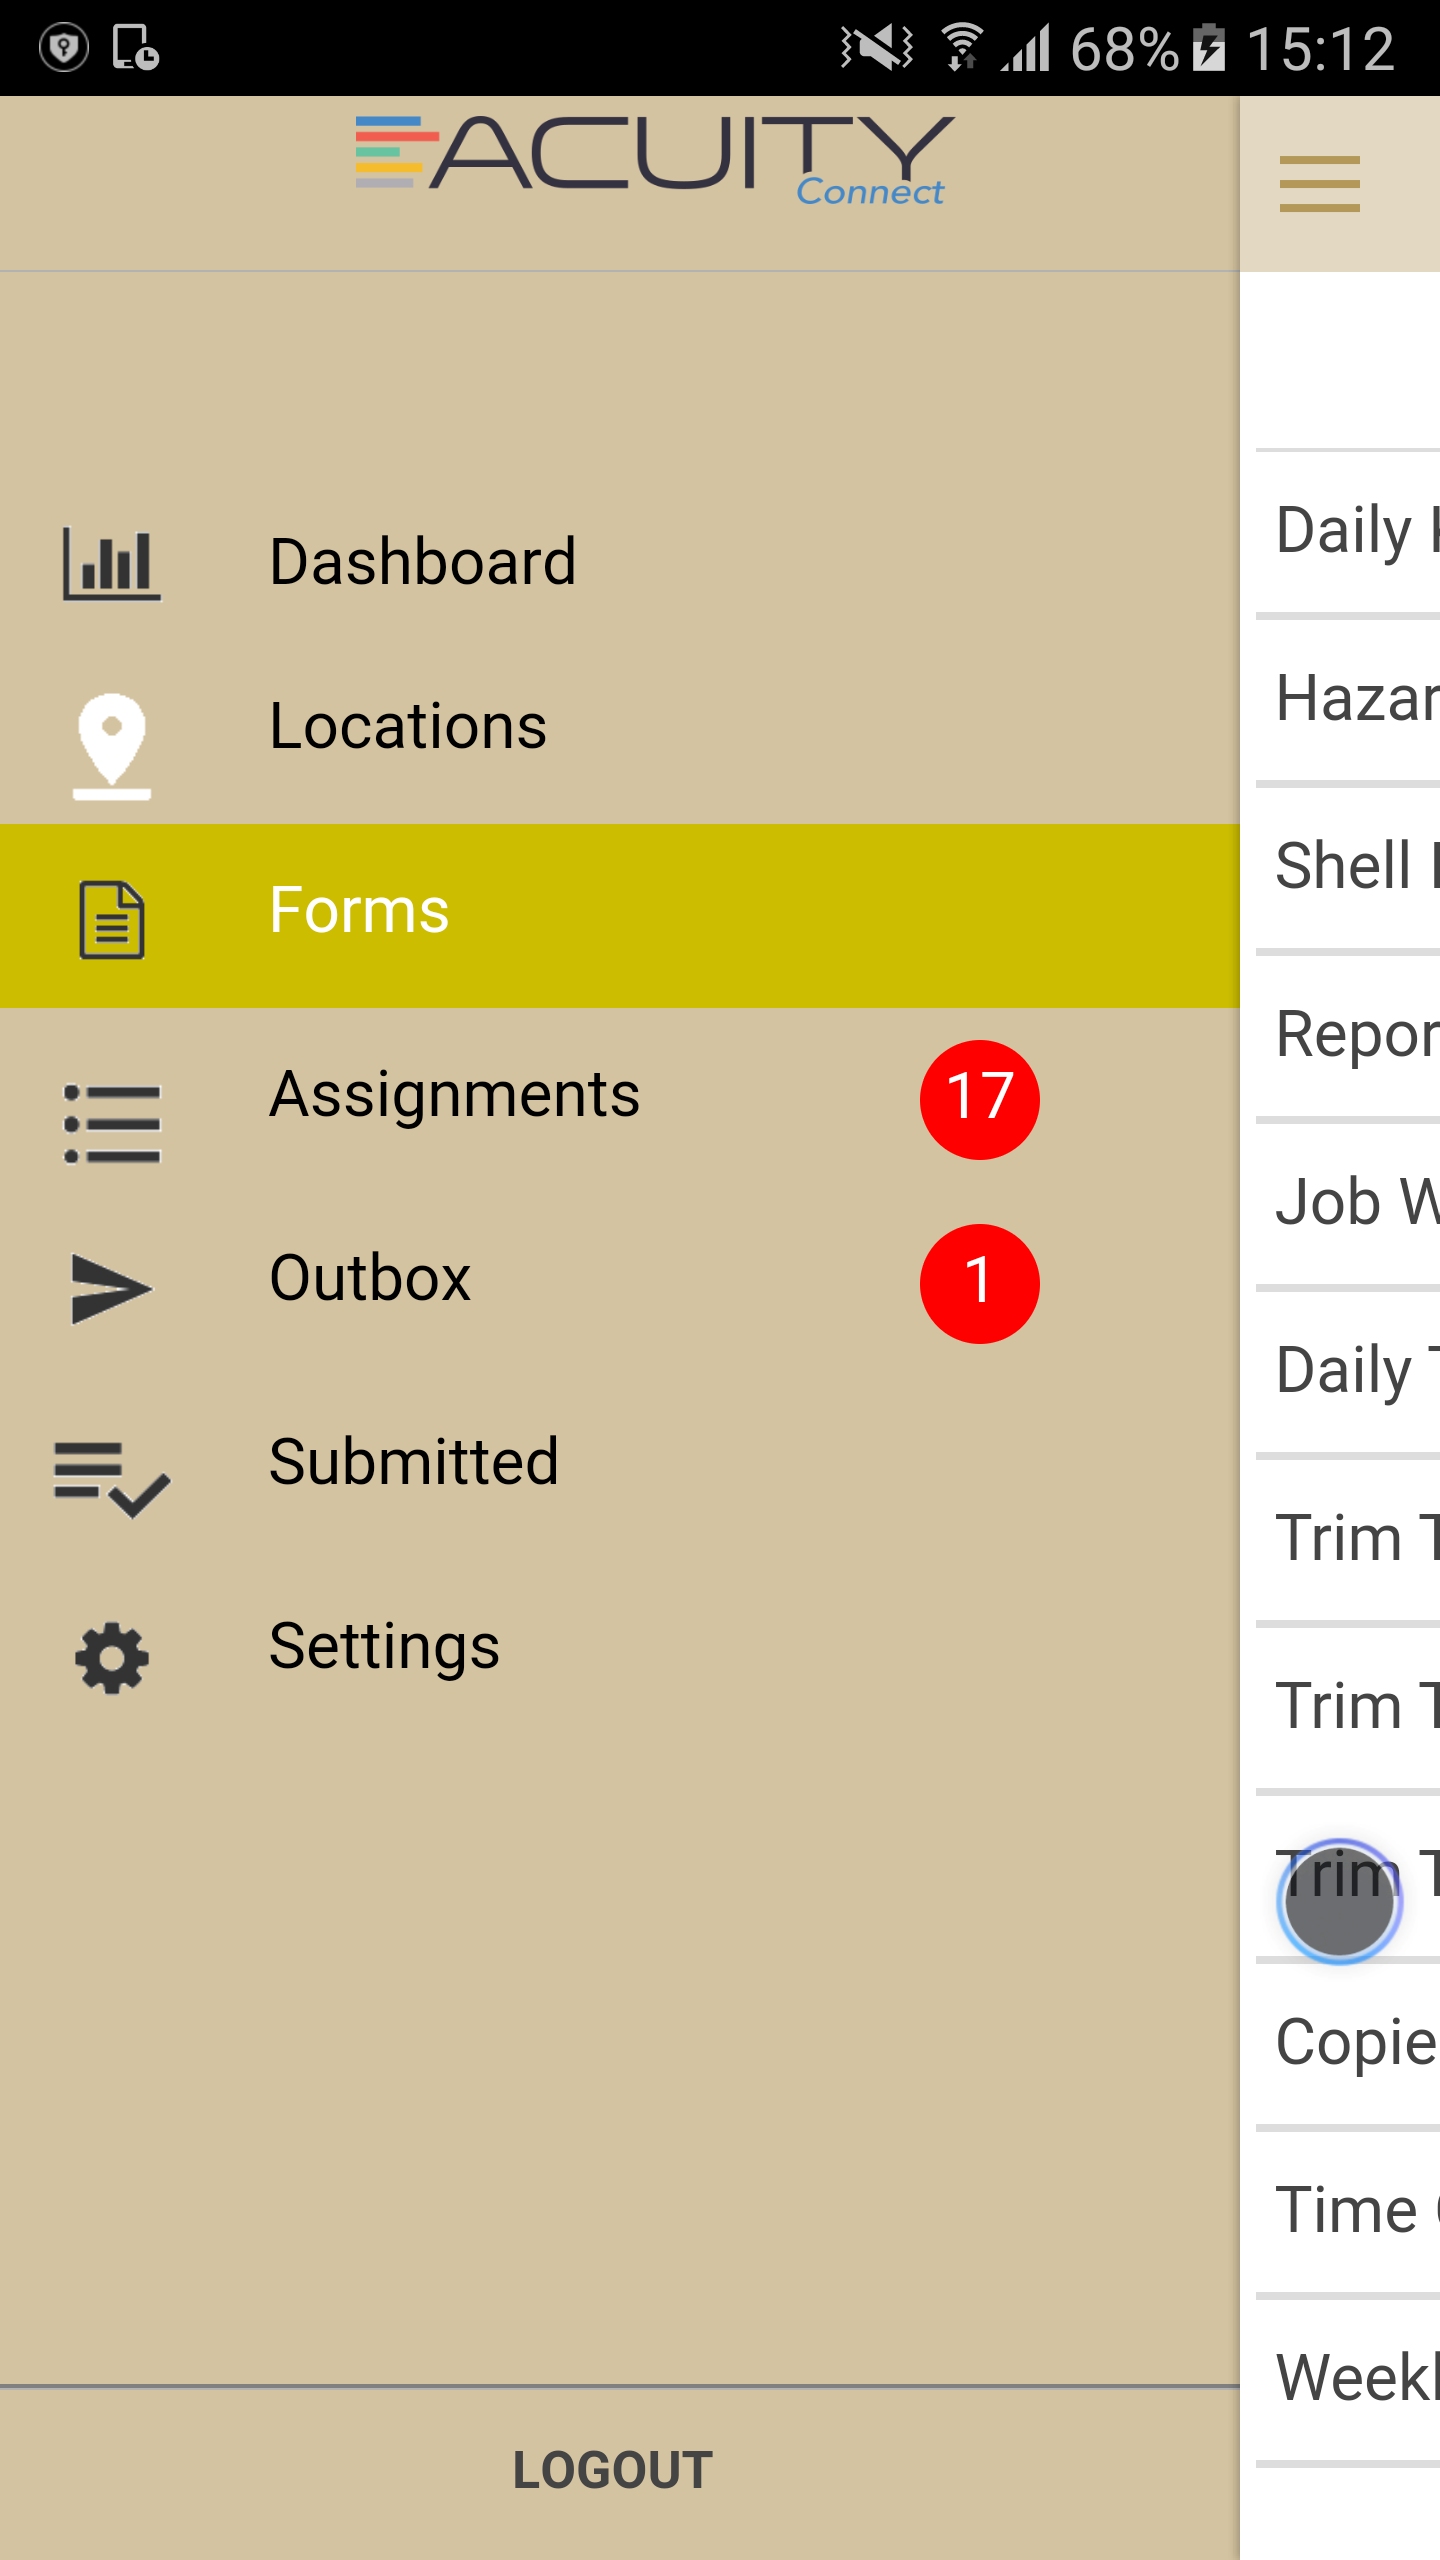 68% 15:12
ACUITY
Connect
Dashboard
Locations
Forms
Assignments 17
Outbox 1
Submitted
Settings
LOGOUT
Daily
Hazar
Shell
Repor
Job W
Daily T
Trim T
Trim T
Trim T
Copie
Time
Weekl